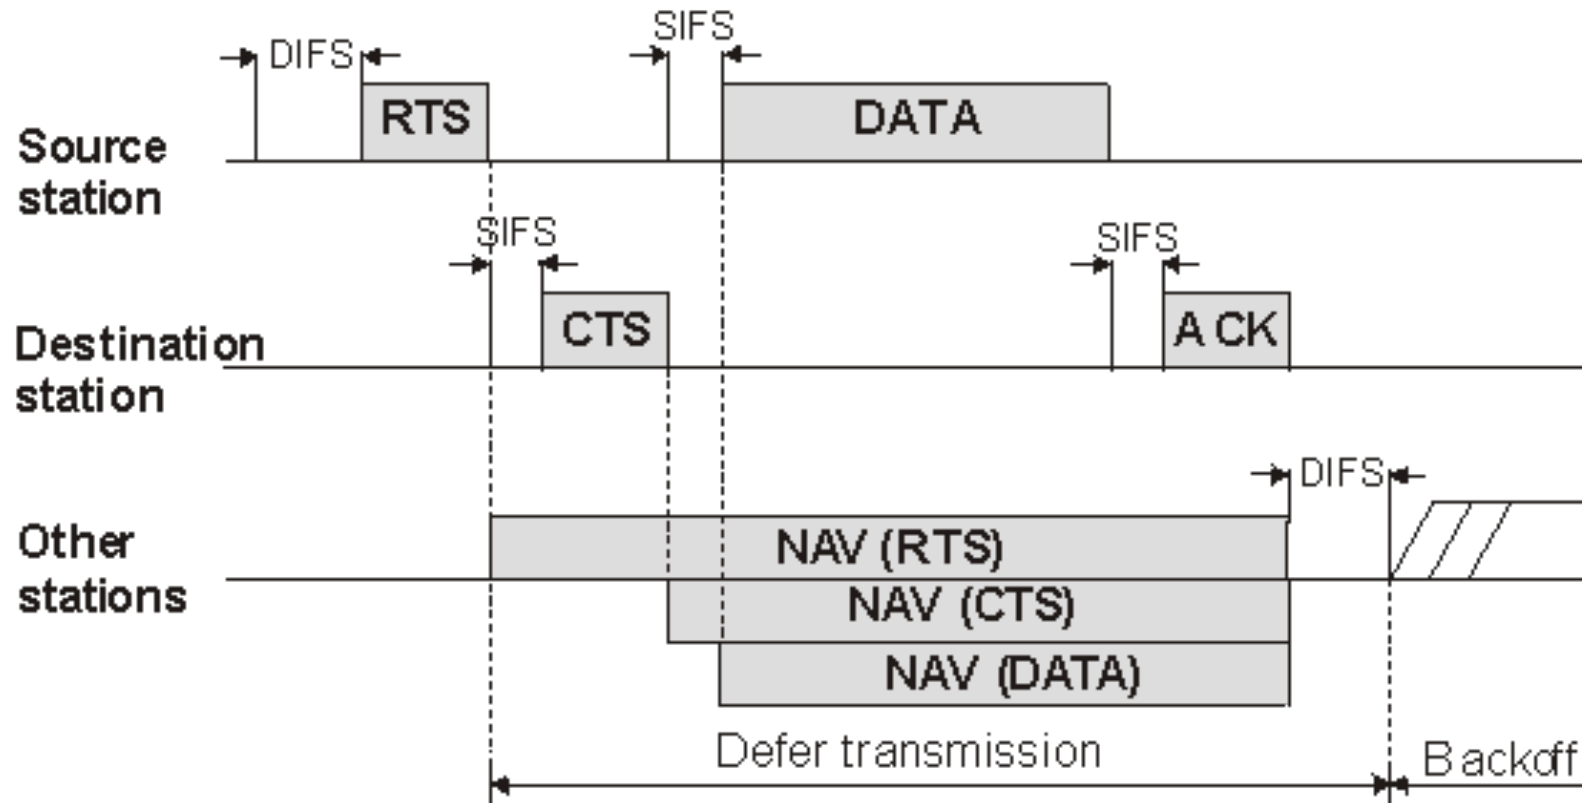 SIFS
DIFS
RTS
DATA
Source
station
SIFS
SIFS
CTS
ACK
Destination
station
DIFS
Other
stations
NAV (RTS)
NAV (CTS)
NAV (DATA)
Defer transmission
Backoff